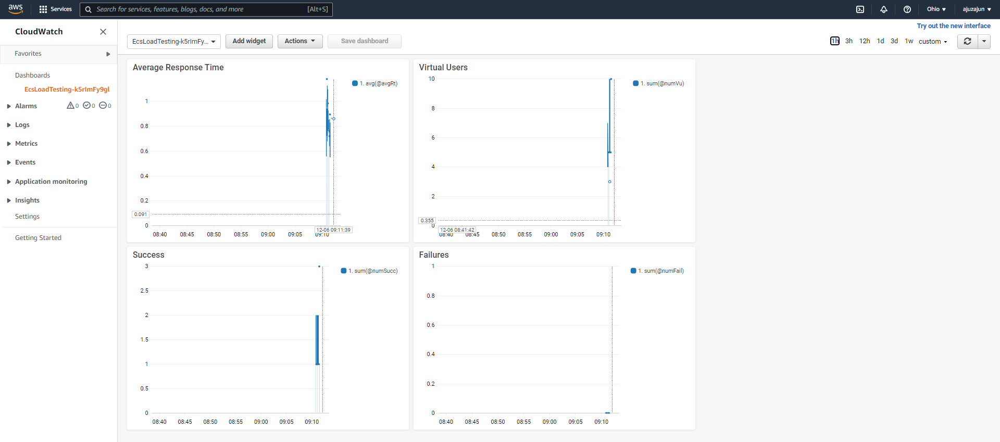 aws Services Search for services, features, blogs, docs, and more [Alt+S] Ohio ajuzajun
Try out the new interface
CloudWatch
EcsLoadTesting-k5rImFy... Add widget Actions Save dashboard 1h 3h 12h 1d 3d 1w custom
Favorites
Dashboards
EcsLoadTesting-k5rImFy9gl
Alarms 0 0 0
Logs
Metrics
Events
Application monitoring
Insights
Settings
Getting Started
Average Response Time
1. avg(@avgRt)
1
0.8
0.6
0.4
0.2
0.091
0
12-06 09:11:39
08:40 08:45 08:50 08:55 09:00 09:05 09:10
Virtual Users
10
1. sum(@numVu)
8
6
4
2
0.355
0
12-06 08:41:42
08:40 08:45 08:50 08:55 09:00 09:05 09:10
Success
3
1. sum(@numSucc)
2.5
2
1.5
1
0.5
0
08:40 08:45 08:50 08:55 09:00 09:05 09:10
Failures
1
1. sum(@numFail)
0.8
0.6
0.4
0.2
0
08:40 08:45 08:50 08:55 09:00 09:05 09:10